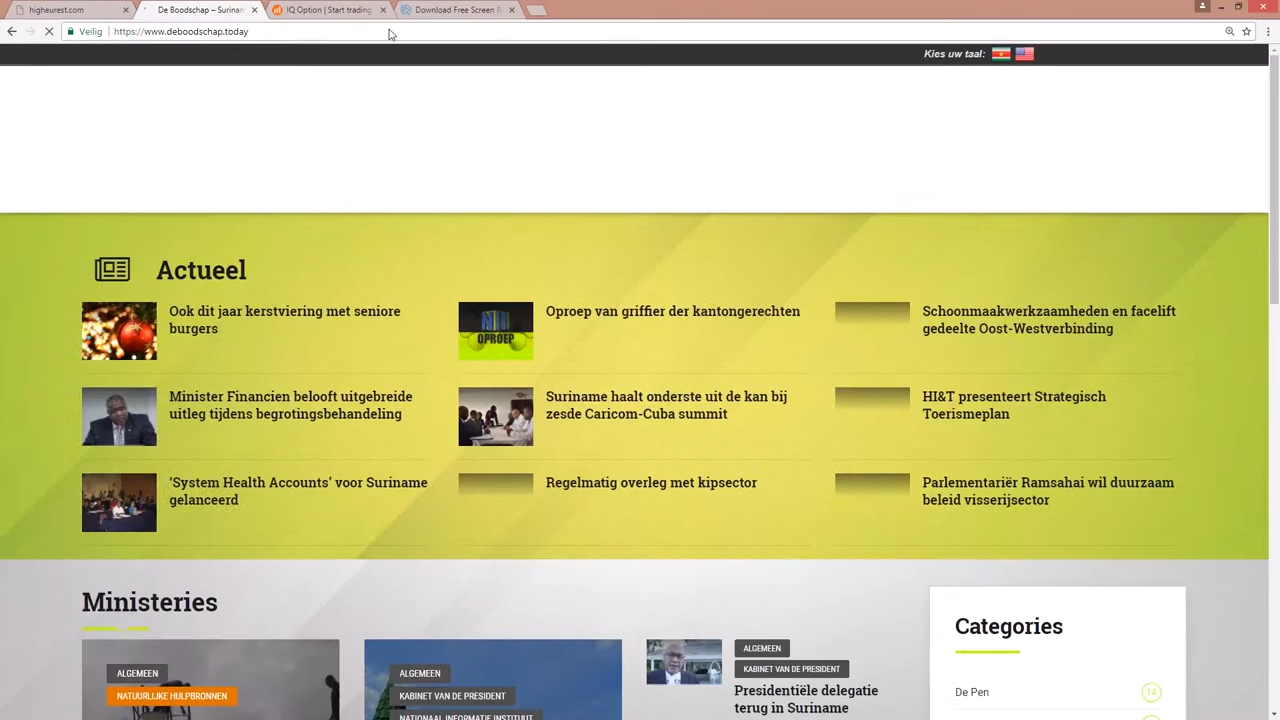 higheurest.com
De Boodschap – Surinam
IQ Option | Start trading
Download Free Screen R
Veilig
https://www.deboodschap.today
Kies uw taal:
Actueel
Ook dit jaar kerstviering met seniore
burgers
Oproep van griffier der kantongerechten
Schoonmaakwerkzaamheden en facelift
gedeelte Oost-Westverbinding
NII
OPROEP
Minister Financien belooft uitgebreide
uitleg tijdens begrotingsbehandeling
Suriname haalt onderste uit de kan bij
zesde Caricom-Cuba summit
HI&T presenteert Strategisch
Toerismeplan
‘System Health Accounts’ voor Suriname
gelanceerd
Regelmatig overleg met kipsector
Parlementariër Ramsahai wil duurzaam
beleid visserijsector
Ministeries
ALGEMEEN
NATUURLIJKE HULPBRONNEN
ALGEMEEN
KABINET VAN DE PRESIDENT
NATIONAAL INFORMATIE INSTITUUT
ALGEMEEN
KABINET VAN DE PRESIDENT
Presidentiële delegatie
terug in Suriname
Categories
De Pen
14